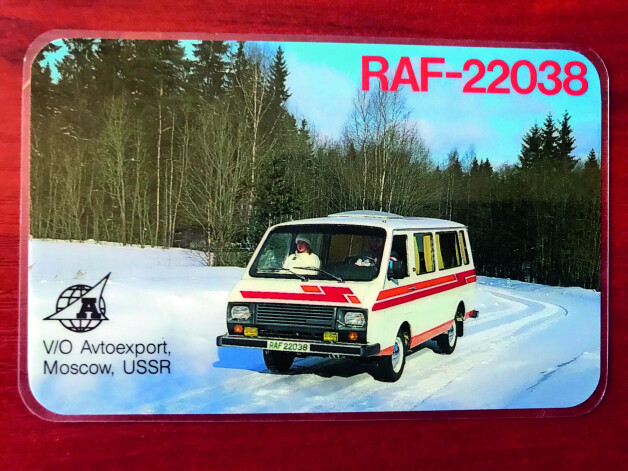 RAF-22038
A
V/O Avtoexport,
Moscow, USSR
RAF 22038